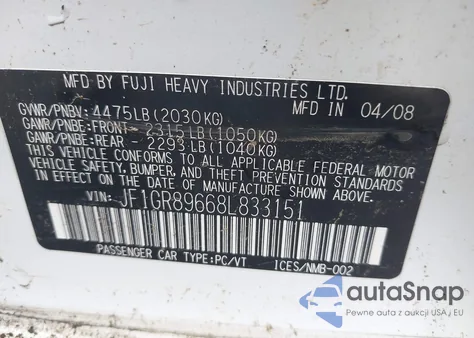 MFD BY FUJI HEAVY INDUSTRIES LTD.
MFD IN 04/08
GVWR/PNBV: 4475LB(2030KG)
GAWR/PNBE:FRONT- 2315LB(1050KG)
GAWR/PNBE:REAR - 2293LB(1040KG)
THIS VEHICLE CONFORMS TO ALL APPLICABLE FEDERAL MOTOR
VEHICLE SAFETY, BUMPER, AND THEFT PREVENTION STANDARDS
IN EFFECT ON THE DATE OF MANUFACTURE SHOWN ABOVE.
VIN: JF1GR89668L833151
PASSENGER CAR TYPE:PC/VT ICES/NMB-002
autoSnap
Pewne auta z aukcji USA i EU